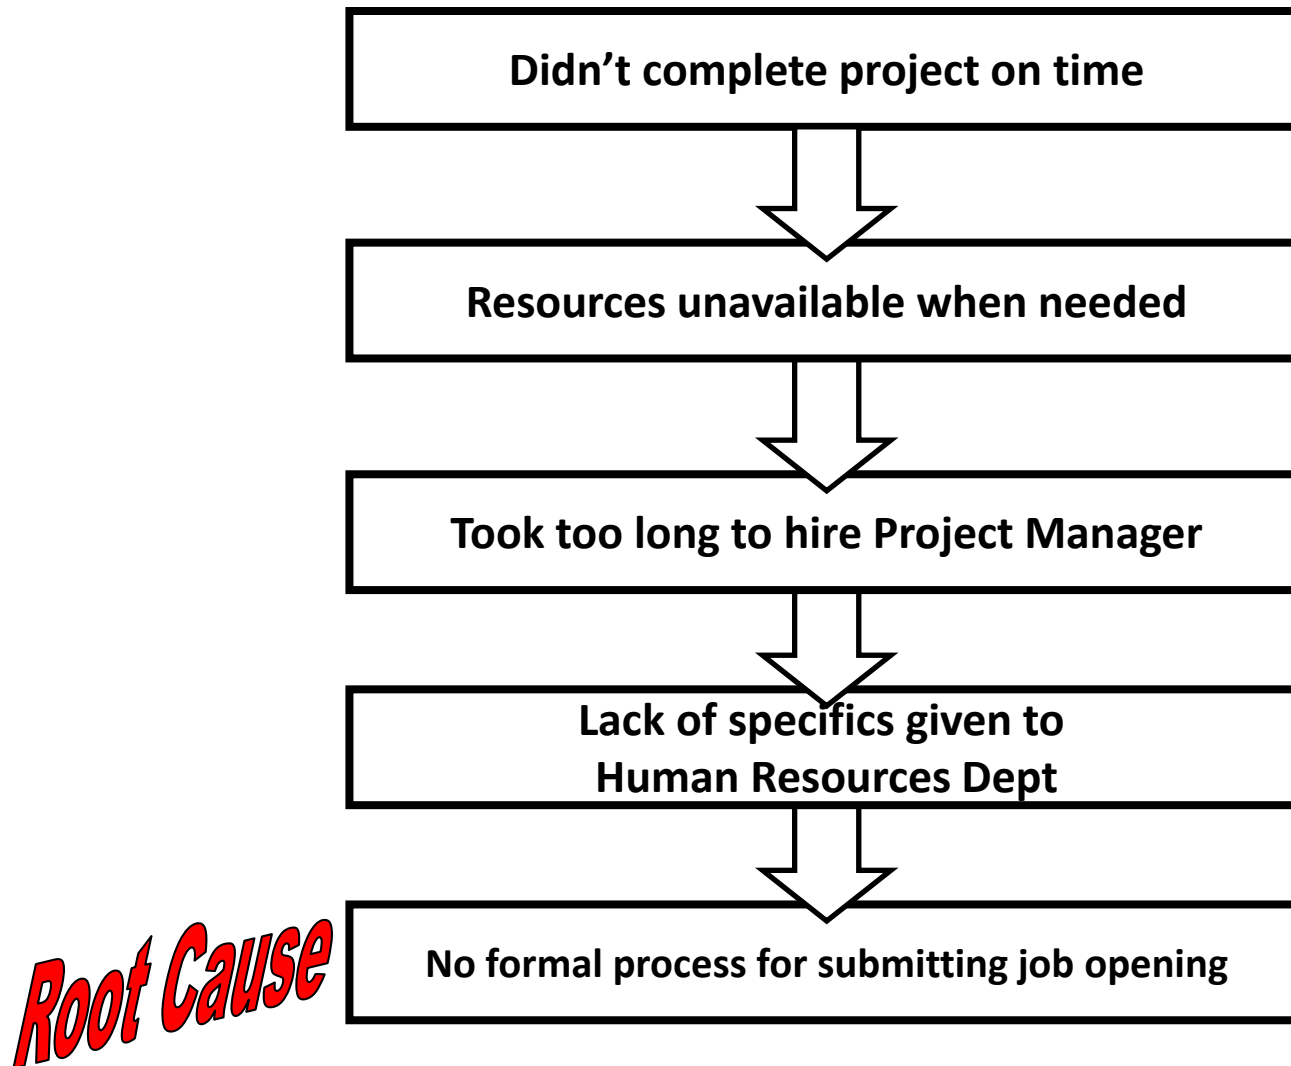 Didn’t complete project on time
Resources unavailable when needed
Took too long to hire Project Manager
Lack of specifics given to
Human Resources Dept
Root Cause
No formal process for submitting job opening